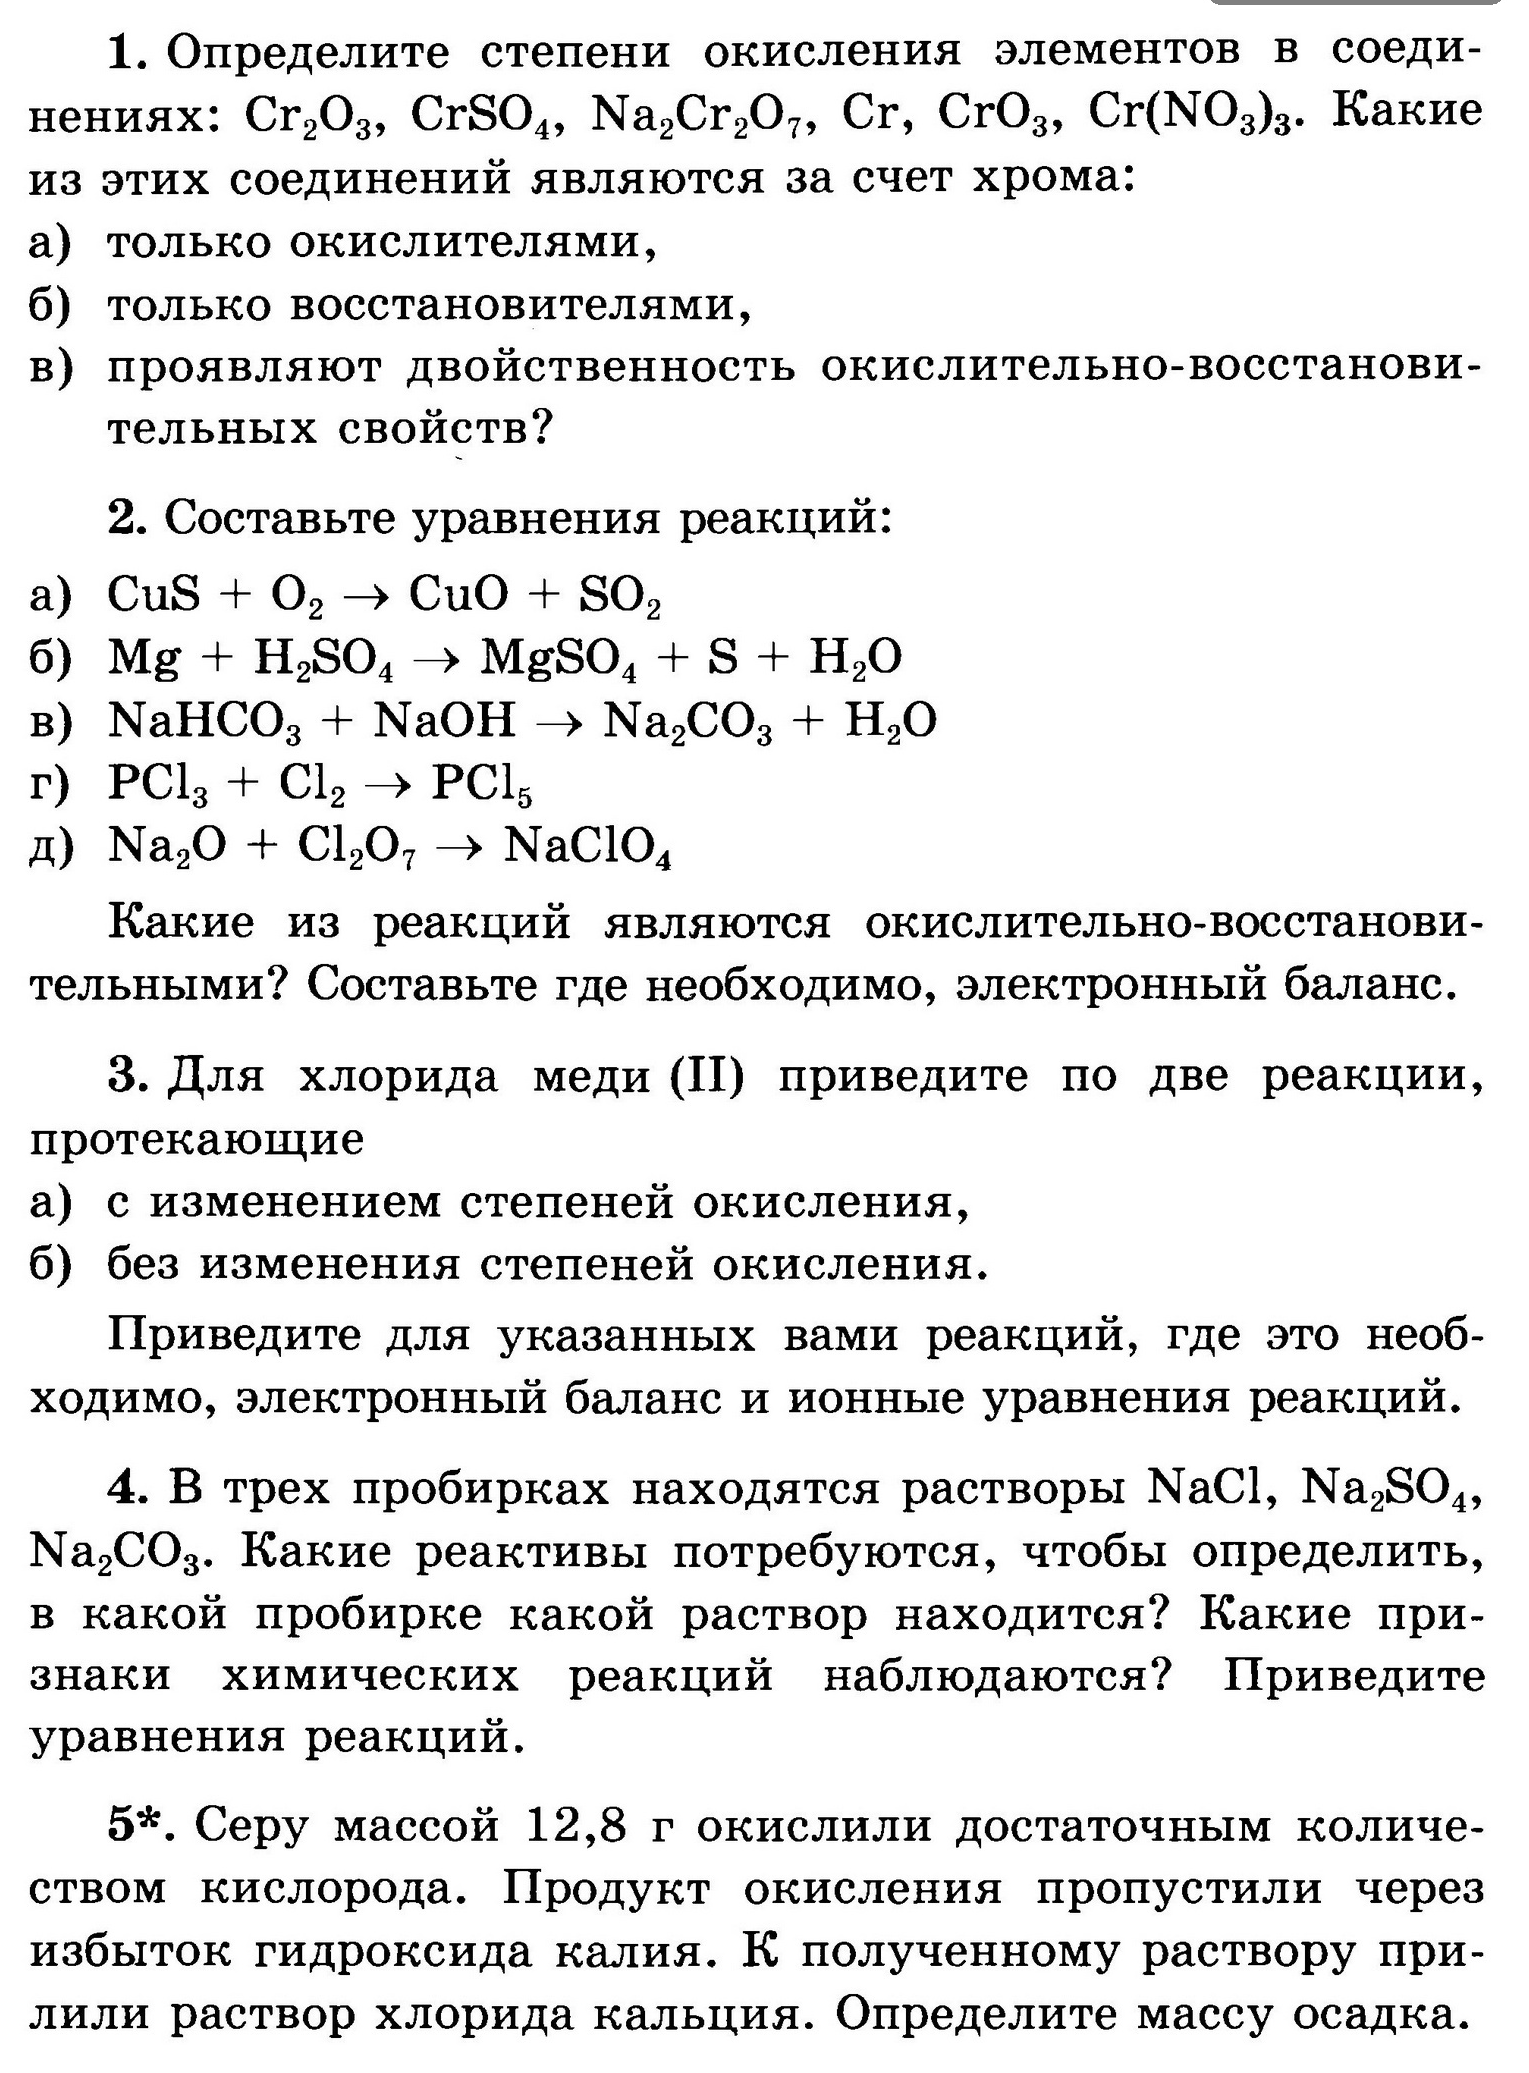 1. Определите степени окисления элементов в соеди-
нениях: Cr₂O₃, CrSO₄, Na₂Cr₂O₇, Cr, CrO₃, Cr(NO₃)₃. Какие
из этих соединений являются за счет хрома:
а) только окислителями,
б) только восстановителями,
в) проявляют двойственность окислительно-восстанови-
тельных свойств?
2. Составьте уравнения реакций:
а) CuS + O₂ → CuO + SO₂
б) Mg + H₂SO₄ → MgSO₄ + S + H₂O
в) NaHCO₃ + NaOH → Na₂CO₃ + H₂O
г) PCl₃ + Cl₂ → PCl₅
д) Na₂O + Cl₂O₇ → NaClO₄
Какие из реакций являются окислительно-восстанови-
тельными? Составьте где необходимо, электронный баланс.
3. Для хлорида меди (II) приведите по две реакции,
протекающие
а) с изменением степеней окисления,
б) без изменения степеней окисления.
Приведите для указанных вами реакций, где это необ-
ходимо, электронный баланс и ионные уравнения реакций.
4. В трех пробирках находятся растворы NaCl, Na₂SO₄,
Na₂CO₃. Какие реактивы потребуются, чтобы определить,
в какой пробирке какой раствор находится? Какие при-
знаки химических реакций наблюдаются? Приведите
уравнения реакций.
5*. Серу массой 12,8 г окислили достаточным количе-
ством кислорода. Продукт окисления пропустили через
избыток гидроксида калия. К полученному раствору при-
лили раствор хлорида кальция. Определите массу осадка.